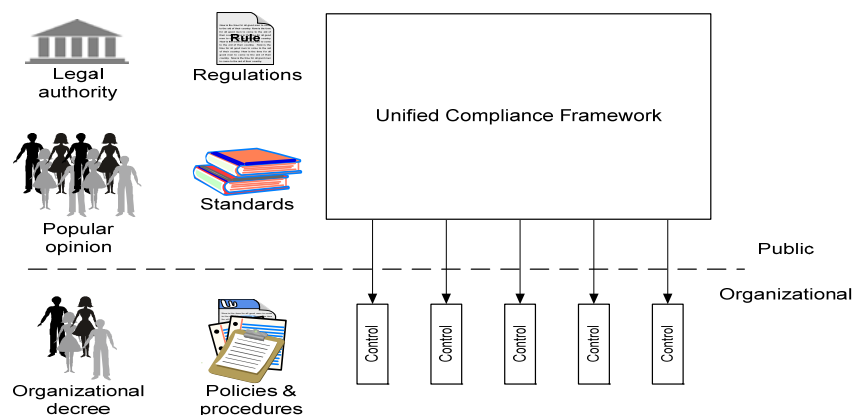 Rule
Legal
authority
Regulations
Unified Compliance Framework
Popular
opinion
Standards
Public
Organizational
Control
Control
Control
Control
Control
Organizational
decree
Policies &
procedures